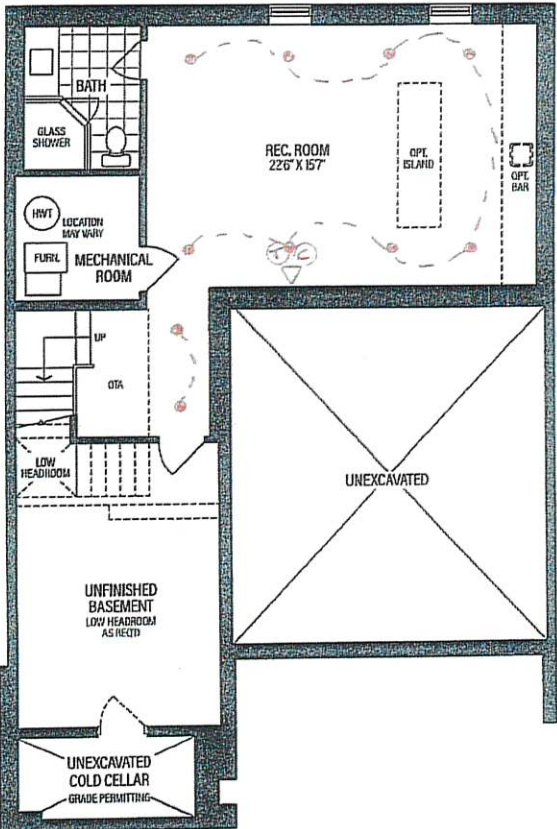 BATH
GLASS
SHOWER
REC. ROOM
22'6" X 15'7"
OPT.
ISLAND
OPT.
BAR
HWT
LOCATION
MAY VARY
FURN.
MECHANICAL
ROOM
UP
OTA
LOW
HEADROOM
UNEXCAVATED
UNFINISHED
BASEMENT
LOW HEADROOM
AS REQ'D
UNEXCAVATED
COLD CELLAR
GRADE PERMITTING